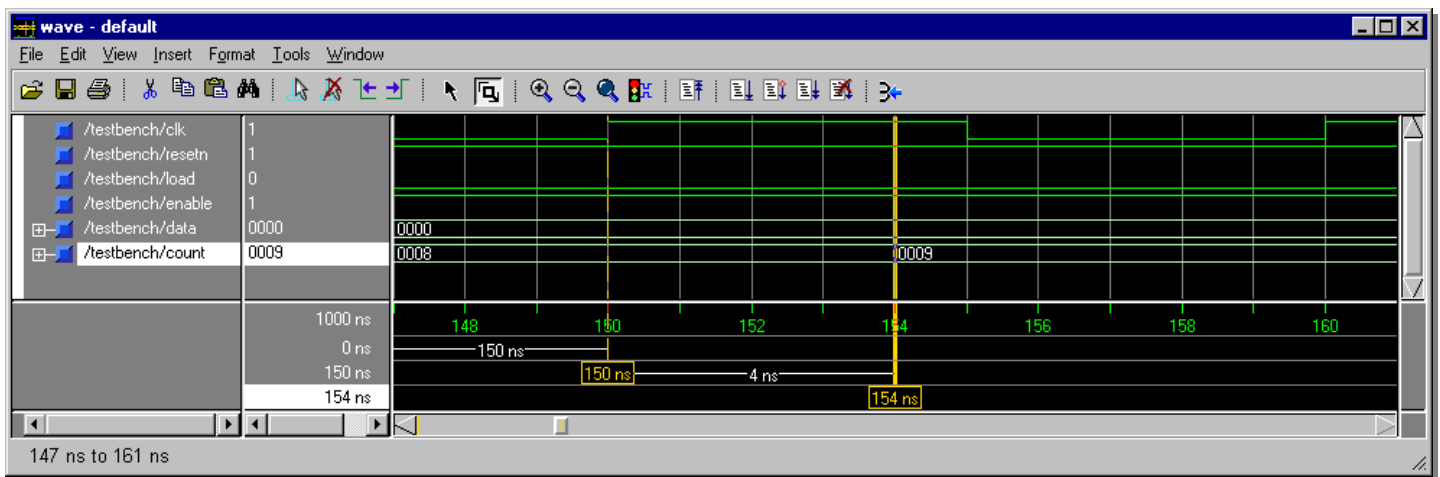 wave - default
File Edit View Insert Format Tools Window
/testbench/clk 1
/testbench/resetn 1
/testbench/load 0
/testbench/enable 1
/testbench/data 0000 0000
/testbench/count 0009 0008 0009
1000 ns 148 150 152 154 156 158 160
0 ns 150 ns
150 ns 150 ns 4 ns
154 ns 154 ns
147 ns to 161 ns